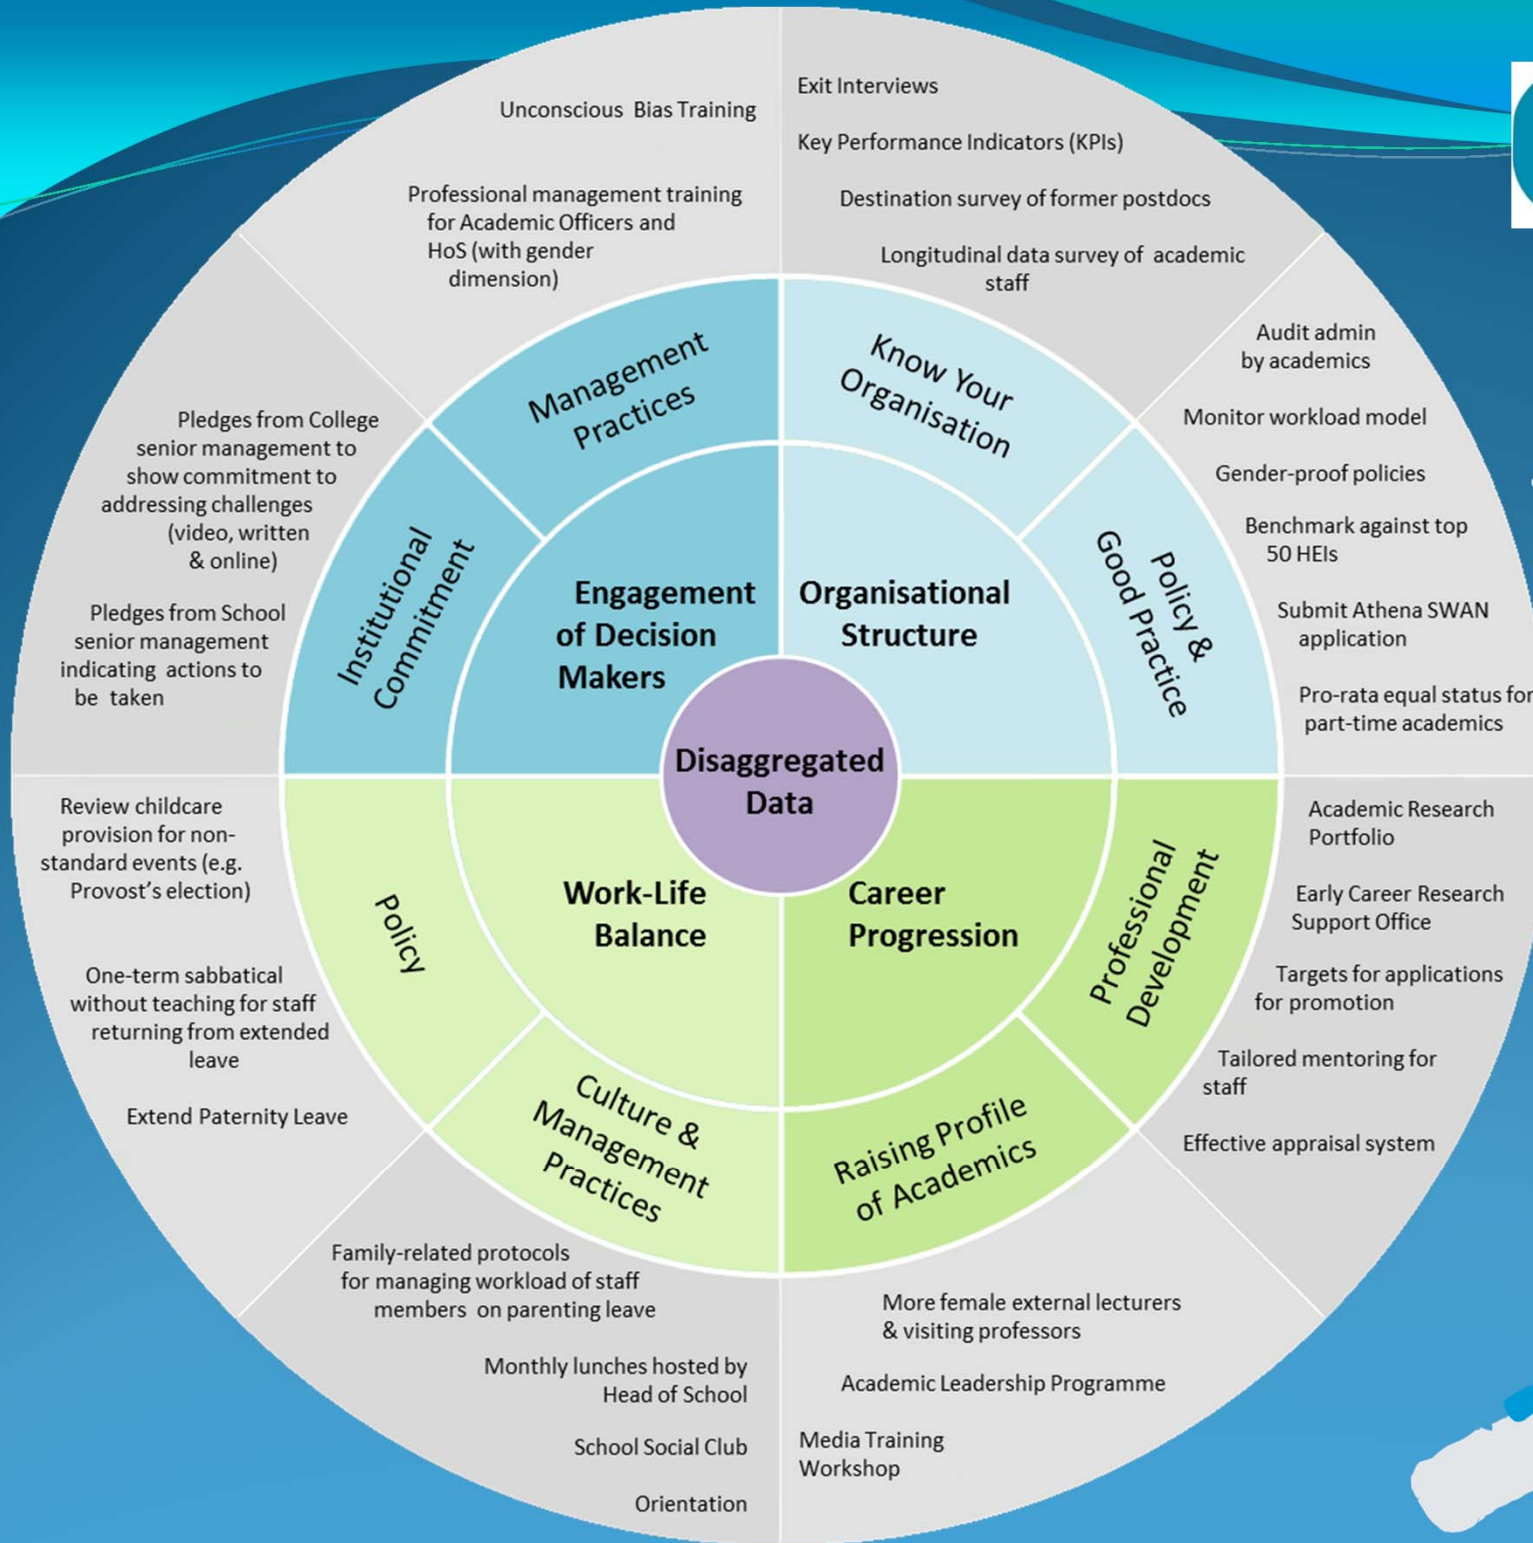 Disaggregated
Data
Engagement
of Decision
Makers
Organisational
Structure
Work-Life
Balance
Career
Progression
Management
Practices
Know Your
Organisation
Policy &
Good Practice
Professional
Development
Raising Profile
of Academics
Culture &
Management
Practices
Policy
Institutional
Commitment
Unconscious Bias Training
Professional management training
for Academic Officers and
HoS (with gender
dimension)
Exit Interviews
Key Performance Indicators (KPIs)
Destination survey of former postdocs
Longitudinal data survey of academic
staff
Audit admin
by academics
Monitor workload model
Gender-proof policies
Benchmark against top
50 HEIs
Submit Athena SWAN
application
Pro-rata equal status for
part-time academics
Academic Research
Portfolio
Early Career Research
Support Office
Targets for applications
for promotion
Tailored mentoring for
staff
Effective appraisal system
More female external lecturers
& visiting professors
Academic Leadership Programme
Media Training
Workshop
Family-related protocols
for managing workload of staff
members on parenting leave
Monthly lunches hosted by
Head of School
School Social Club
Orientation
Review childcare
provision for non-
standard events (e.g.
Provost's election)
One-term sabbatical
without teaching for staff
returning from extended
leave
Extend Paternity Leave
Pledges from College
senior management to
show commitment to
addressing challenges
(video, written
& online)
Pledges from School
senior management
indicating actions to
be taken